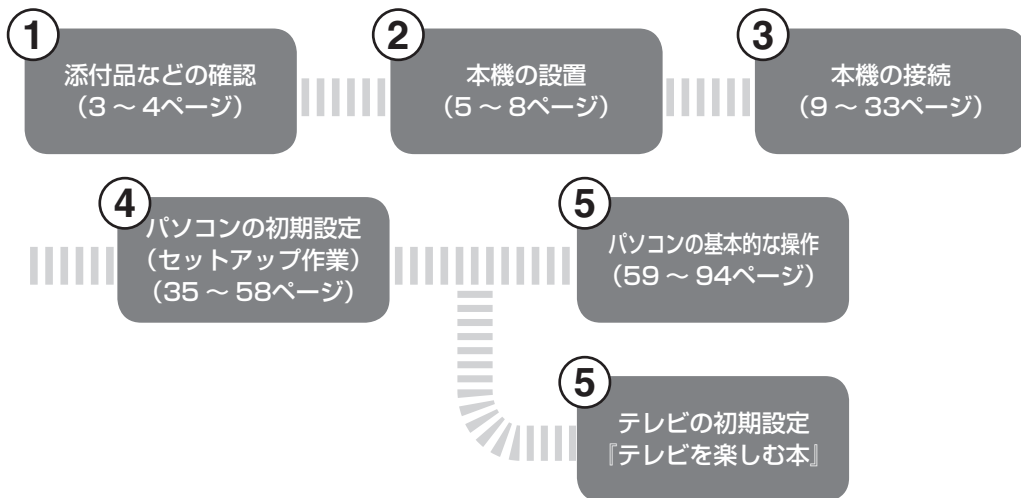 1
添付品などの確認
（3 ～ 4ページ）
2
本機の設置
（5 ～ 8ページ）
3
本機の接続
（9 ～ 33ページ）
4
パソコンの初期設定
（セットアップ作業）
（35 ～ 58ページ）
5
パソコンの基本的な操作
（59 ～ 94ページ）
5
テレビの初期設定
『テレビを楽しむ本』